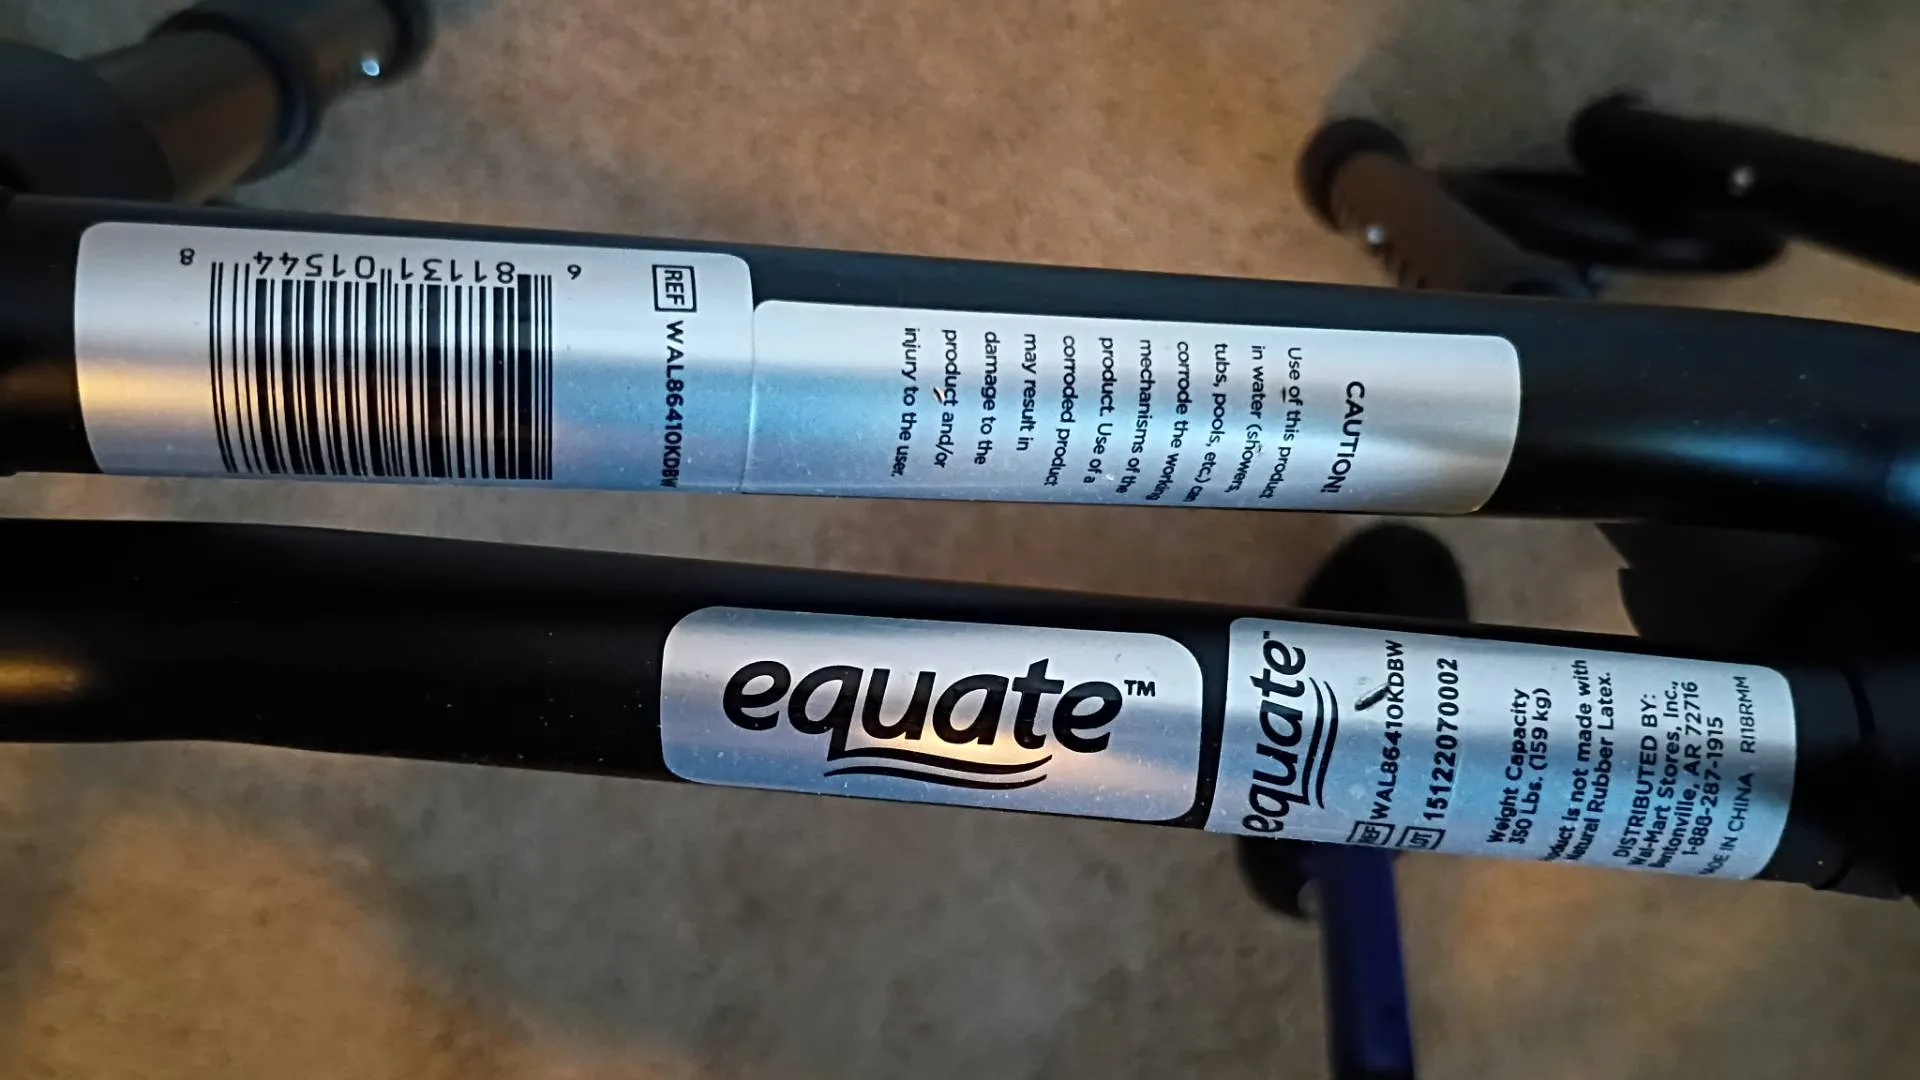 6 81131 01544 8
REF WAL86410KDBW
CAUTION!
Use of this product
in water (showers,
tubs, pools, etc.) can
corrode the working
mechanisms of the
product. Use of a
corroded product
may result in
damage to the
product and/or
injury to the user.
equate™
equate™
REF WAL86410KDBW
LOT 15122070002
Weight Capacity
350 Lbs. (159 kg)
is not made with
Natural Rubber Latex.
DISTRIBUTED BY:
Wal-Mart Stores, Inc.,
Bentonville, AR 72716
1-888-287-1915
MADE IN CHINA RI18RMM